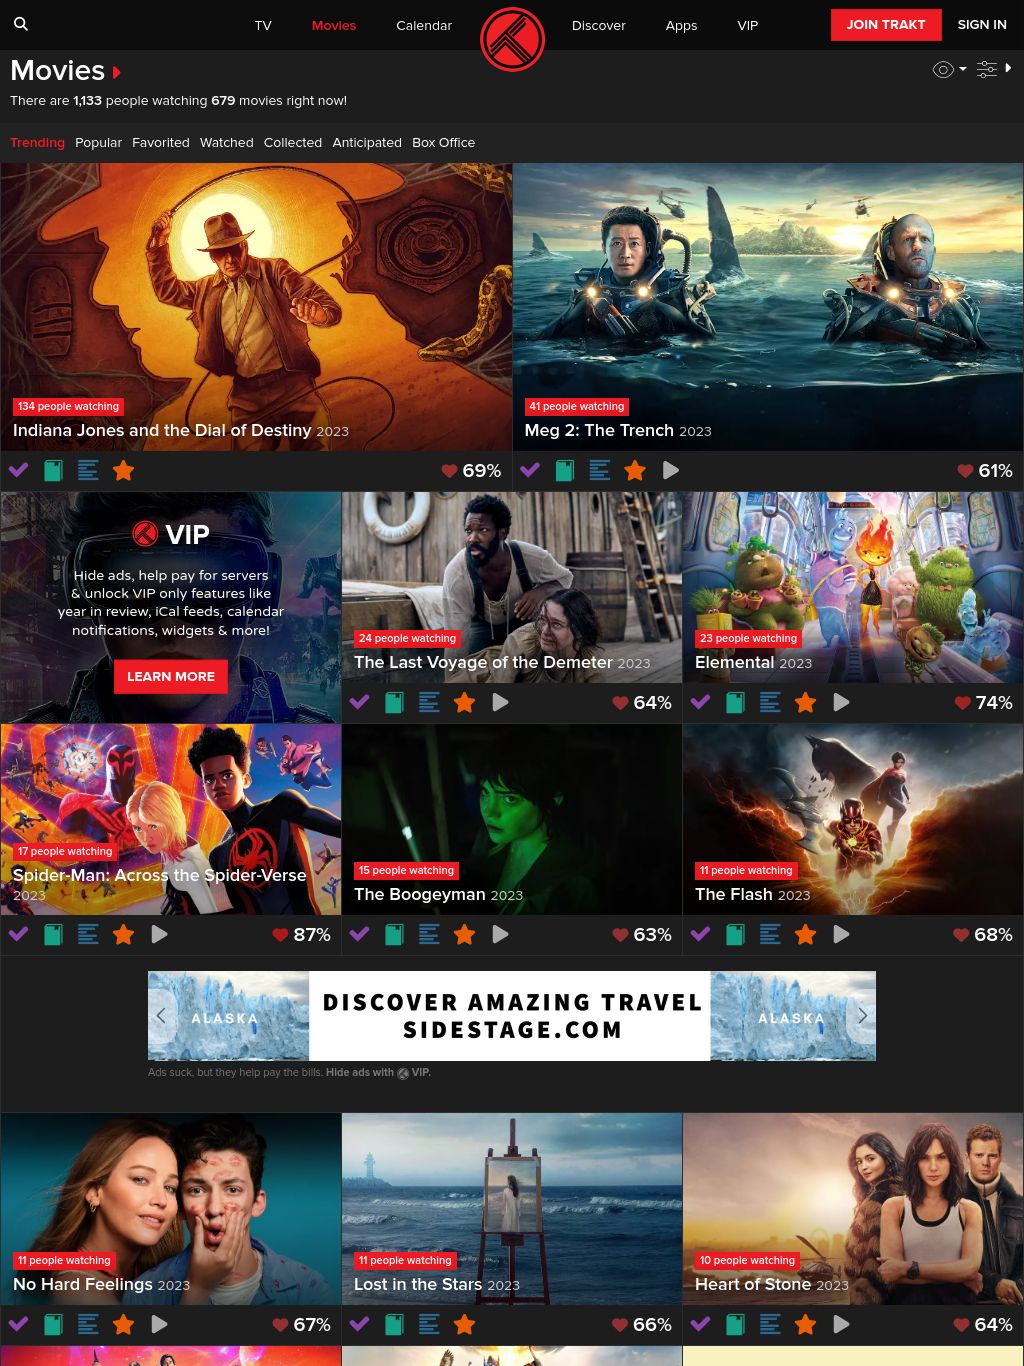 TV Movies Calendar Discover Apps VIP JOIN TRAKT SIGN IN
Movies
There are 1,133 people watching 679 movies right now!
Trending Popular Favorited Watched Collected Anticipated Box Office
134 people watching
Indiana Jones and the Dial of Destiny 2023
69%
41 people watching
Meg 2: The Trench 2023
61%
VIP
Hide ads, help pay for servers
& unlock VIP only features like
year in review, iCal feeds, calendar
notifications, widgets & more!
LEARN MORE
24 people watching
The Last Voyage of the Demeter 2023
64%
23 people watching
Elemental 2023
74%
17 people watching
Spider-Man: Across the Spider-Verse
2023
87%
15 people watching
The Boogeyman 2023
63%
11 people watching
The Flash 2023
68%
ALASKA
DISCOVER AMAZING TRAVEL
SIDESTAGE.COM
ALASKA
Ads suck, but they help pay the bills. Hide ads with VIP.
11 people watching
No Hard Feelings 2023
67%
11 people watching
Lost in the Stars 2023
66%
10 people watching
Heart of Stone 2023
64%